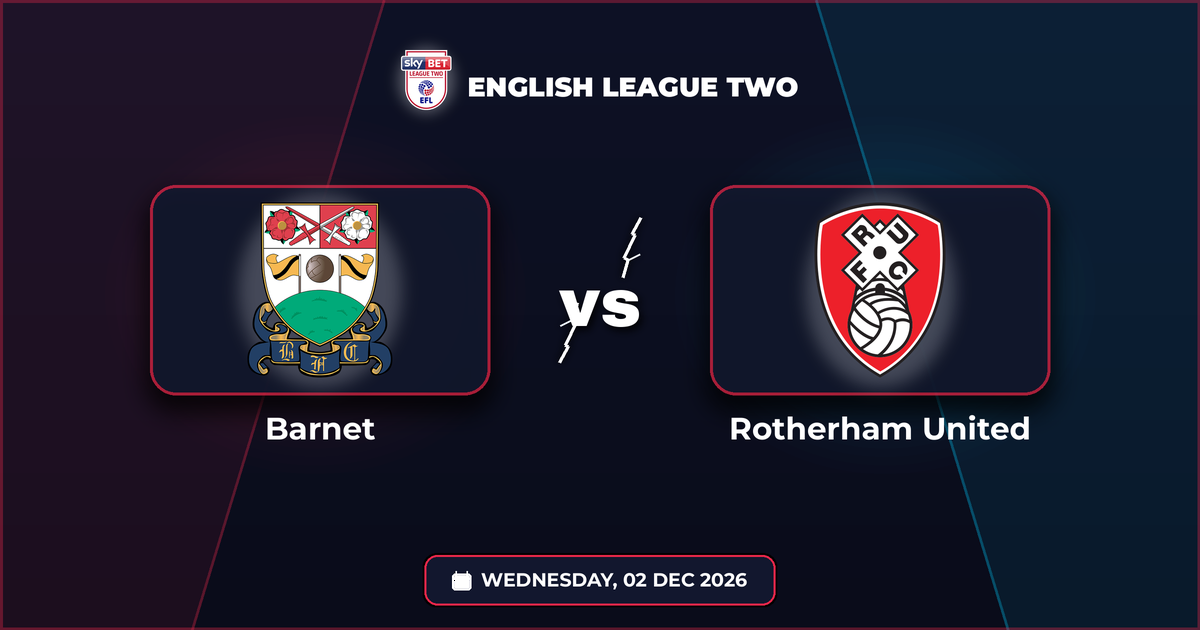 sky BET
LEAGUE TWO
EFL
ENGLISH LEAGUE TWO
B F C
R U
F C
VS
Barnet
Rotherham United
WEDNESDAY, 02 DEC 2026